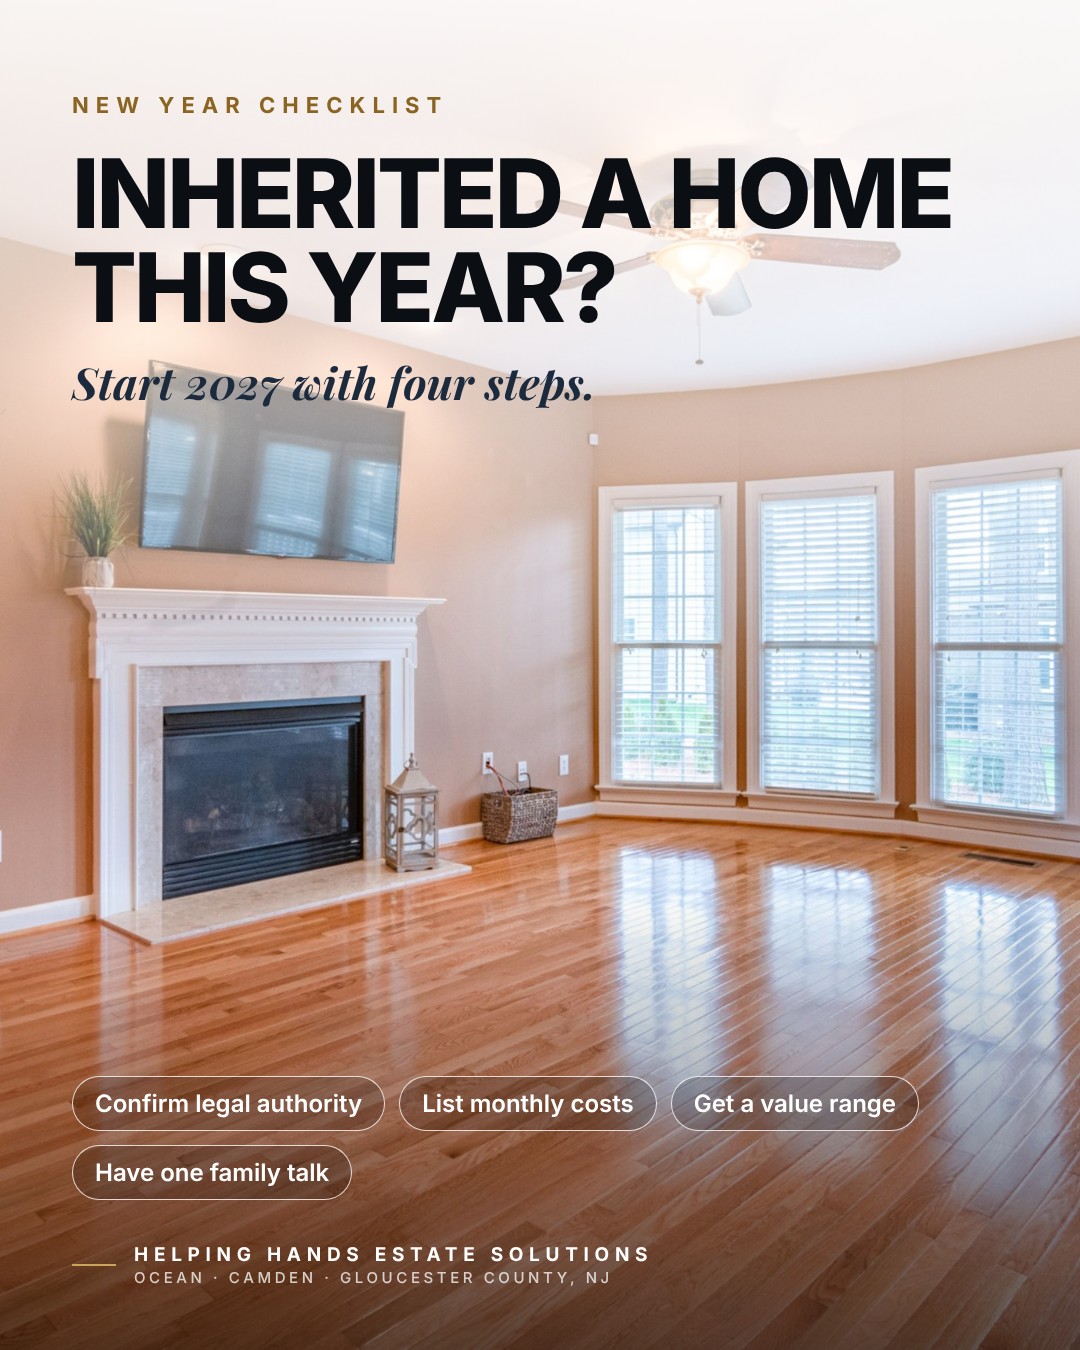 NEW YEAR CHECKLIST
INHERITED A HOME
THIS YEAR?
Start 2027 with four steps.
Confirm legal authority
List monthly costs
Get a value range
Have one family talk
HELPING HANDS ESTATE SOLUTIONS
OCEAN · CAMDEN · GLOUCESTER COUNTY, NJ